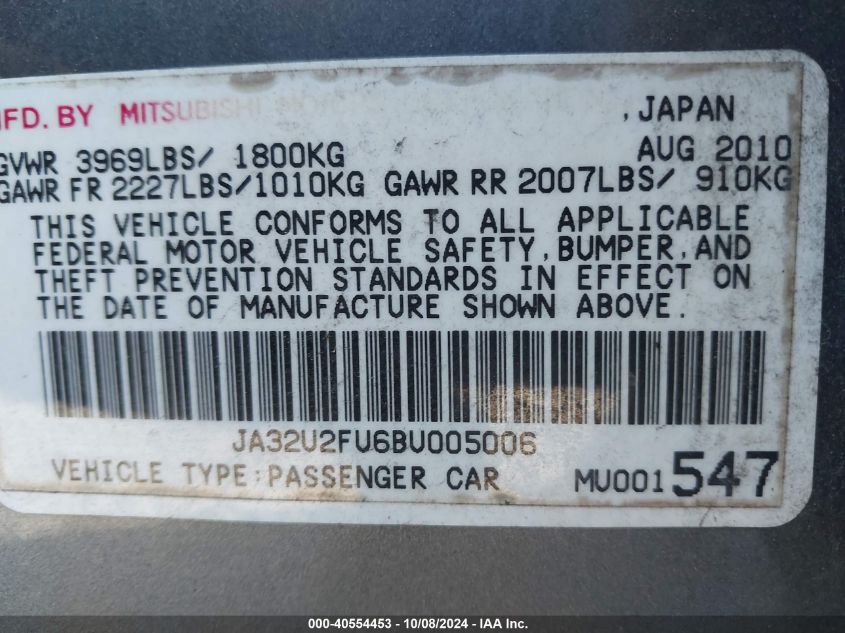 MFD. BY MITSUBISHI , JAPAN
GVWR 3969LBS/ 1800KG AUG 2010
GAWR FR 2227LBS/1010KG GAWR RR 2007LBS/ 910KG
THIS VEHICLE CONFORMS TO ALL APPLICABLE
FEDERAL MOTOR VEHICLE SAFETY, BUMPER, AND
THEFT PREVENTION STANDARDS IN EFFECT ON
THE DATE OF MANUFACTURE SHOWN ABOVE.
JA32U2FU6BU005006
VEHICLE TYPE:PASSENGER CAR MU001547
000-40554453 - 10/08/2024 - IAA Inc.